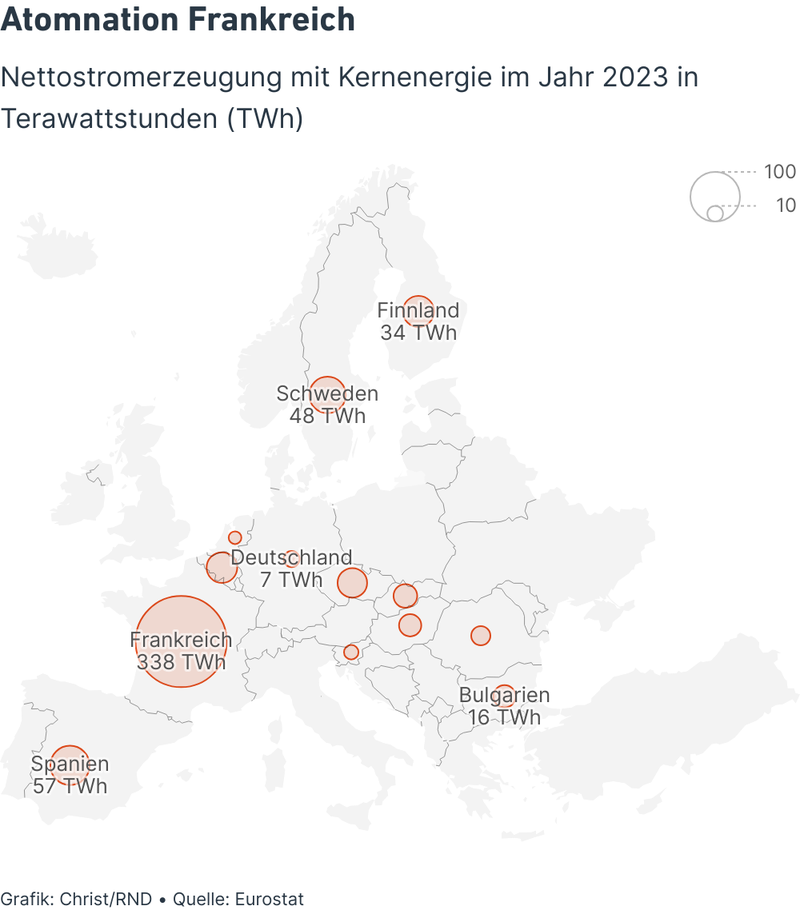 Atomnation Frankreich
Nettostromerzeugung mit Kernenergie im Jahr 2023 in
Terawattstunden (TWh)
100
10
Finnland
34 TWh
Schweden
48 TWh
Deutschland
7 TWh
Frankreich
338 TWh
Bulgarien
16 TWh
Spanien
57 TWh
Grafik: Christ/RND • Quelle: Eurostat